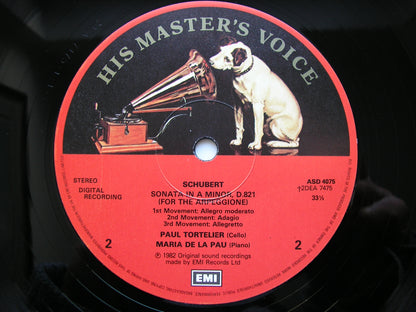 HIS MASTER'S VOICE
SCHUBERT
STEREO
DIGITAL
RECORDING
SONATA IN A MINOR, D.821
(FOR THE ARPEGGIONE)
1st Movement: Allegro moderato
2nd Movement: Adagio
3rd Movement: Allegretto
ASD 4075
33⅓
2
PAUL TORTELIER (Cello)
MARIA DE LA PAU (Piano)
2
℗ 1982 Original sound recordings
made by EMI Records Ltd
EMI